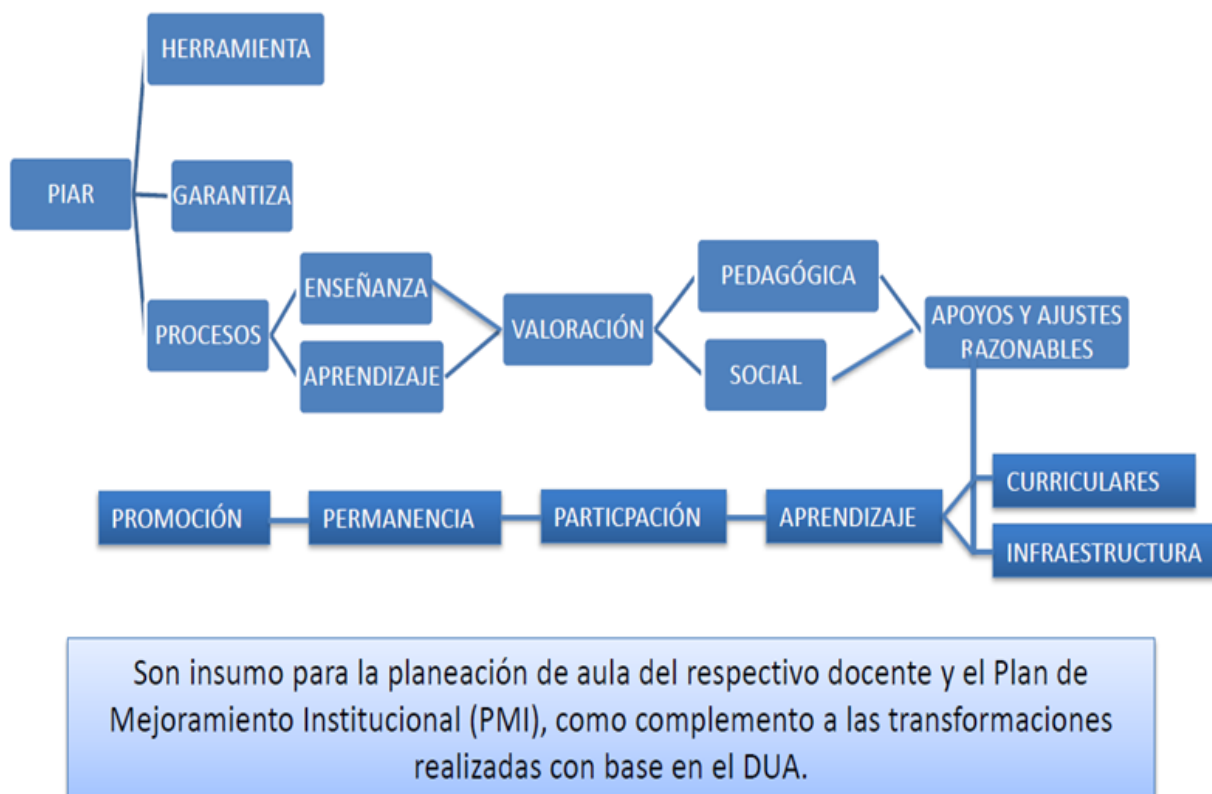 HERRAMIENTA
PIAR
GARANTIZA
PROCESOS
ENSEÑANZA
APRENDIZAJE
VALORACIÓN
PEDAGÓGICA
SOCIAL
APOYOS Y AJUSTES
RAZONABLES
CURRICULARES
INFRAESTRUCTURA
PROMOCIÓN
PERMANENCIA
PARTICPACIÓN
APRENDIZAJE
Son insumo para la planeación de aula del respectivo docente y el Plan de
Mejoramiento Institucional (PMI), como complemento a las transformaciones
realizadas con base en el DUA.